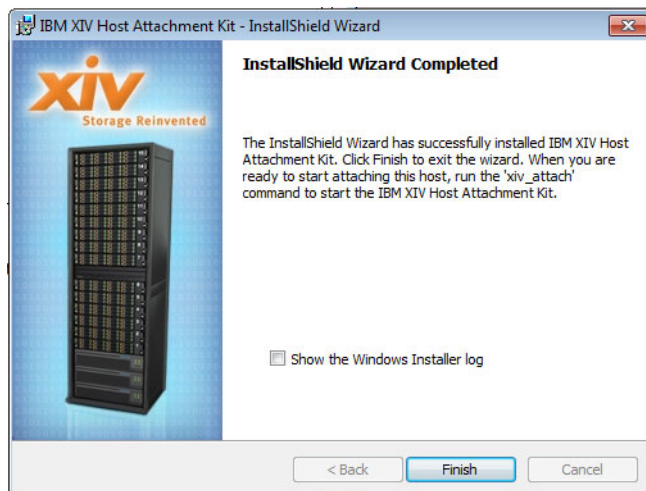 IBM XIV Host Attachment Kit - InstallShield Wizard
XIV
Storage Reinvented
InstallShield Wizard Completed
The InstallShield Wizard has successfully installed IBM XIV Host
Attachment Kit. Click Finish to exit the wizard. When you are
ready to start attaching this host, run the 'xiv_attach'
command to start the IBM XIV Host Attachment Kit.
Show the Windows Installer log
< Back
Finish
Cancel